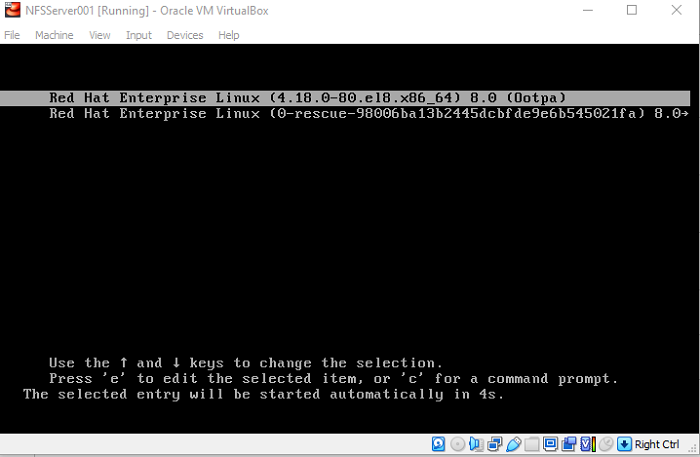 NFSServer001 [Running] - Oracle VM VirtualBox
File Machine View Input Devices Help
Red Hat Enterprise Linux (4.18.0-80.el8.x86_64) 8.0 (Ootpa)
Red Hat Enterprise Linux (0-rescue-98006ba13b2445dcbfde9e6b545021fa) 8.0→
Use the ↑ and ↓ keys to change the selection.
Press 'e' to edit the selected item, or 'c' for a command prompt.
The selected entry will be started automatically in 4s.
Right Ctrl